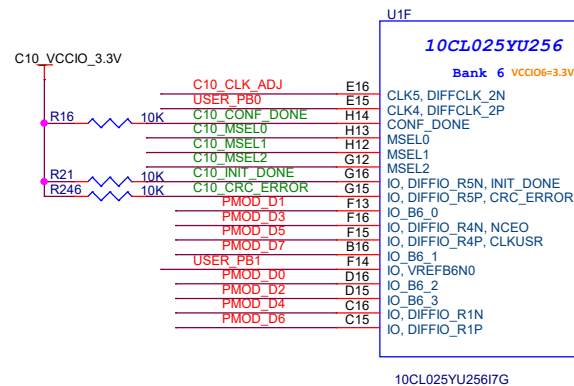 U1F
10CL025YU256
Bank 6 VCCIO6=3.3V
C10_VCCIO_3.3V
C10_CLK_ADJ E16 CLK5, DIFFCLK_2N
USER_PB0 E15 CLK4, DIFFCLK_2P
R16 10K C10_CONF_DONE H14 CONF_DONE
C10_MSEL0 H13 MSEL0
C10_MSEL1 H12 MSEL1
C10_MSEL2 G12 MSEL2
R21 10K C10_INIT_DONE G16 IO, DIFFIO_R5N, INIT_DONE
R246 10K C10_CRC_ERROR G15 IO, DIFFIO_R5P, CRC_ERROR
PMOD_D1 F13 IO_B6_0
PMOD_D3 F16 IO, DIFFIO_R4N, NCEO
PMOD_D5 F15 IO, DIFFIO_R4P, CLKUSR
PMOD_D7 B16 IO_B6_1
USER_PB1 F14 IO, VREFB6N0
PMOD_D0 D16 IO_B6_2
PMOD_D2 D15 IO_B6_3
PMOD_D4 C16 IO, DIFFIO_R1N
PMOD_D6 C15 IO, DIFFIO_R1P
10CL025YU256I7G